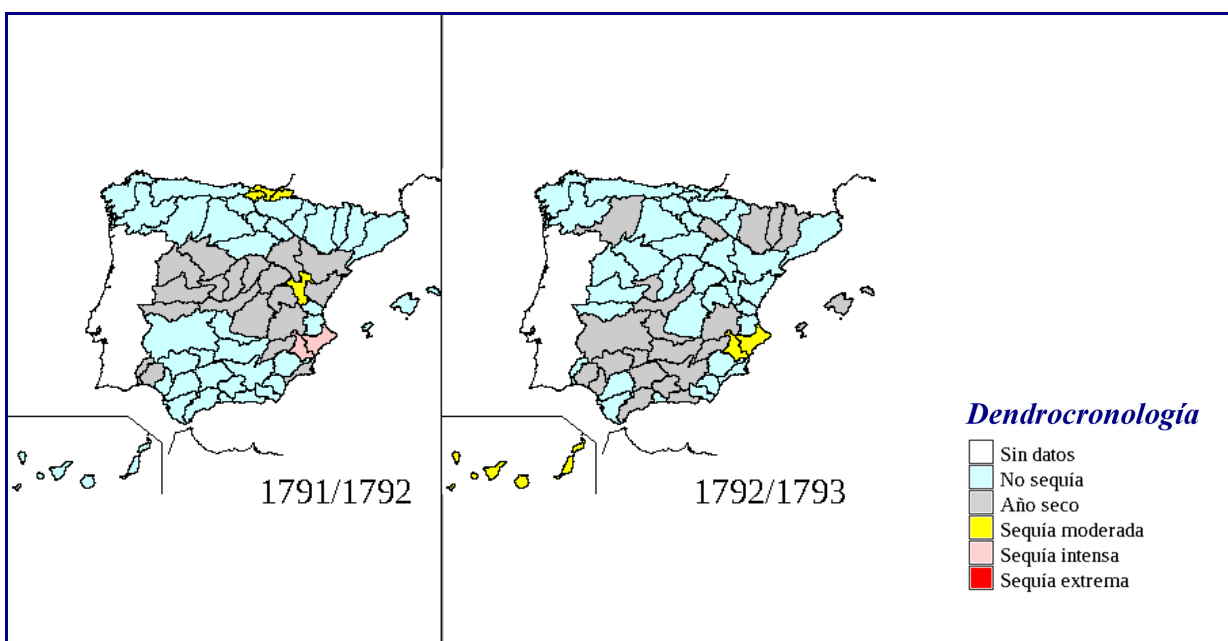 1791/1792
1792/1793
Dendrocronología
Sin datos
No sequía
Año seco
Sequía moderada
Sequía intensa
Sequía extrema